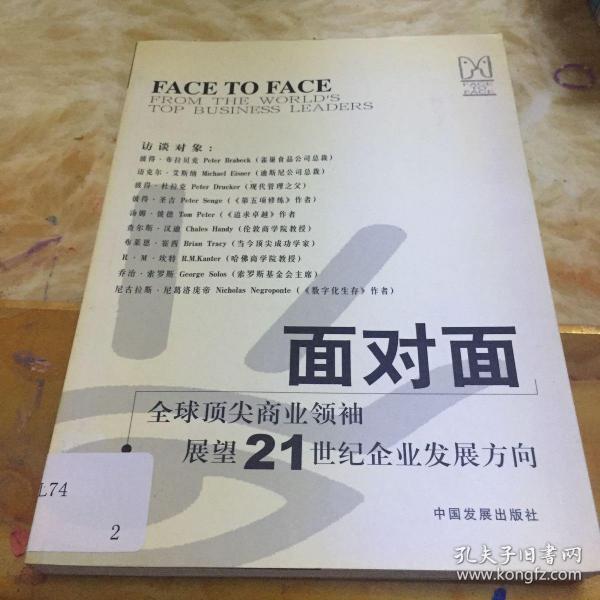 FACE TO FACE
FROM THE WORLD'S
TOP BUSINESS LEADERS
FACE
TO
FACE
访谈对象：
彼得·布拉贝克 Peter Brabeck（雀巢食品公司总裁）
迈克尔·艾斯纳 Michael Eisner（迪斯尼公司总裁）
彼得·杜拉克 Peter Drucker（现代管理之父）
彼得·圣吉 Peter Senge（《第五项修练》作者）
汤姆·彼德 Tom Peter（《追求卓越》作者
查尔斯·汉迪 Chales Handy（伦敦商学院教授）
布莱恩·崔西 Brian Tracy（当今顶尖成功学家）
R·M·坎特 R.M.Kanter（哈佛商学院教授）
乔治·索罗斯 George Solos（索罗斯基金会主席）
尼古拉斯·尼葛洛庞帝 Nicholas Negroponte（《数字化生存》作者）
面对面
全球顶尖商业领袖
展望21世纪企业发展方向
L74
2
中国发展出版社
孔夫子旧书网
www.kongfz.com